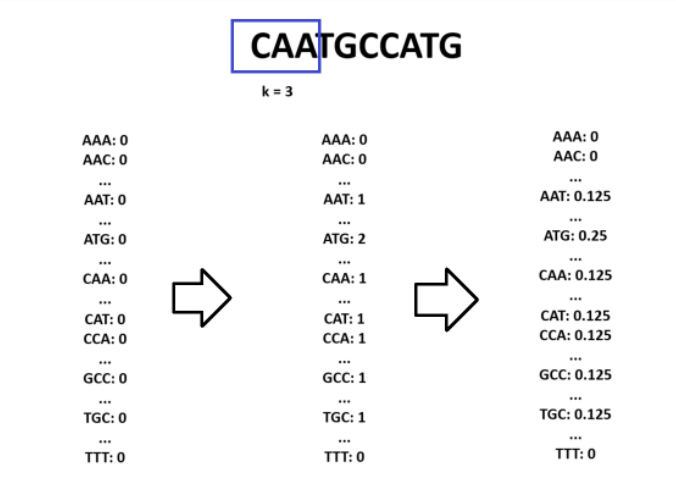 CAATGCCATG
k = 3
AAA: 0
AAC: 0
...
AAT: 0
...
ATG: 0
...
CAA: 0
...
CAT: 0
CCA: 0
...
GCC: 0
...
TGC: 0
...
TTT: 0
AAA: 0
AAC: 0
...
AAT: 1
...
ATG: 2
...
CAA: 1
...
CAT: 1
CCA: 1
...
GCC: 1
...
TGC: 1
...
TTT: 0
AAA: 0
AAC: 0
...
AAT: 0.125
...
ATG: 0.25
...
CAA: 0.125
...
CAT: 0.125
CCA: 0.125
...
GCC: 0.125
...
TGC: 0.125
...
TTT: 0